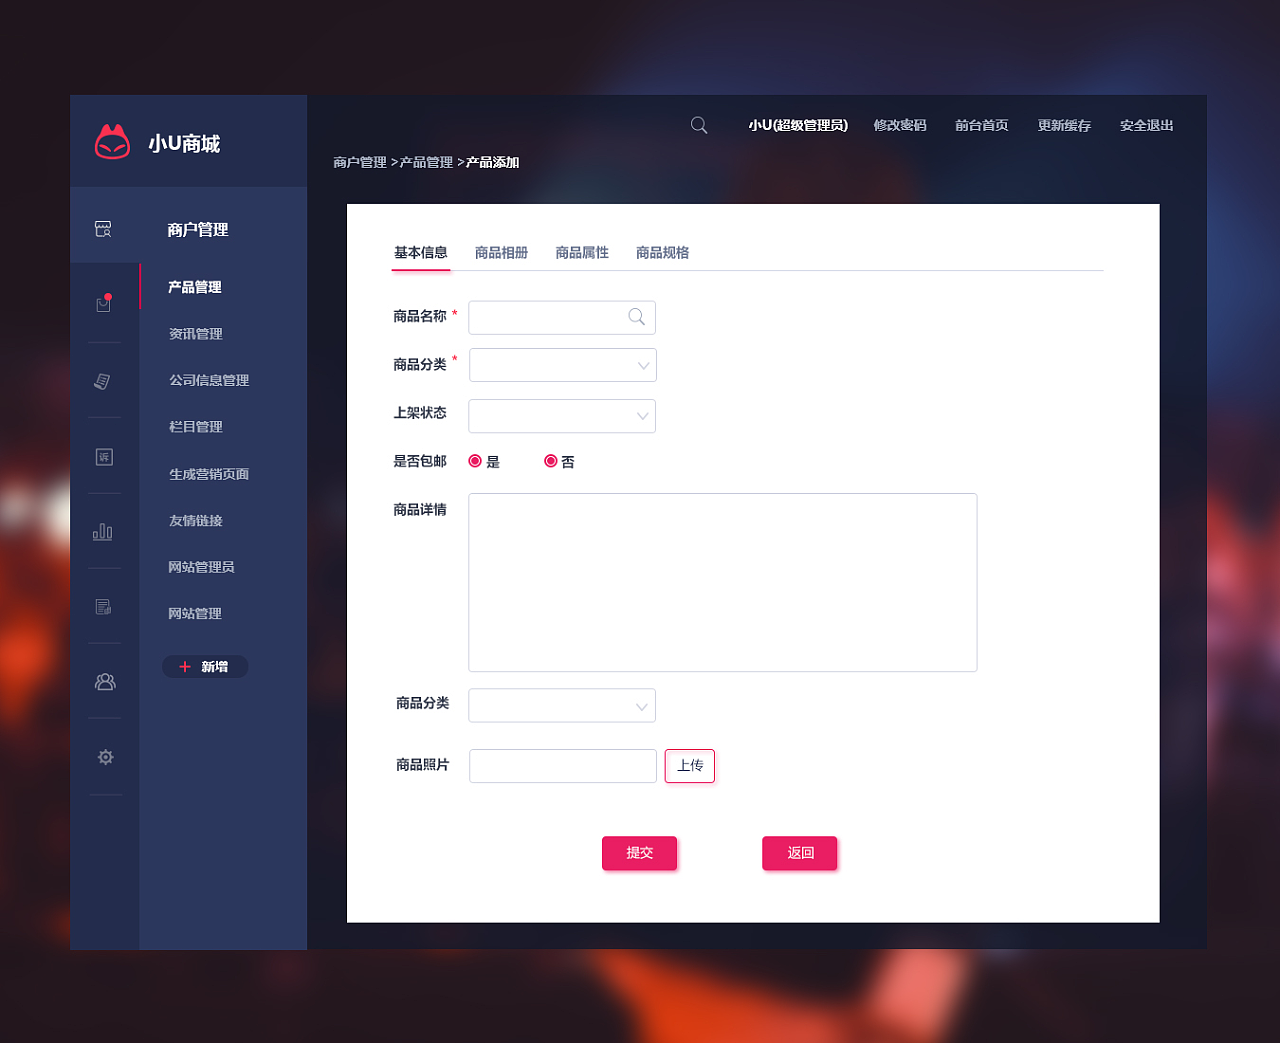 小U商城
小U(超级管理员) 修改密码 前台首页 更新缓存 安全退出
商户管理 >产品管理 >产品添加
商户管理
产品管理
资讯管理
公司信息管理
栏目管理
诉
生成营销页面
友情链接
网站管理员
网站管理
+ 新增
基本信息 商品相册 商品属性 商品规格
商品名称 *
商品分类 *
上架状态
是否包邮 是 否
商品详情
商品分类
商品照片 上传
提交 返回